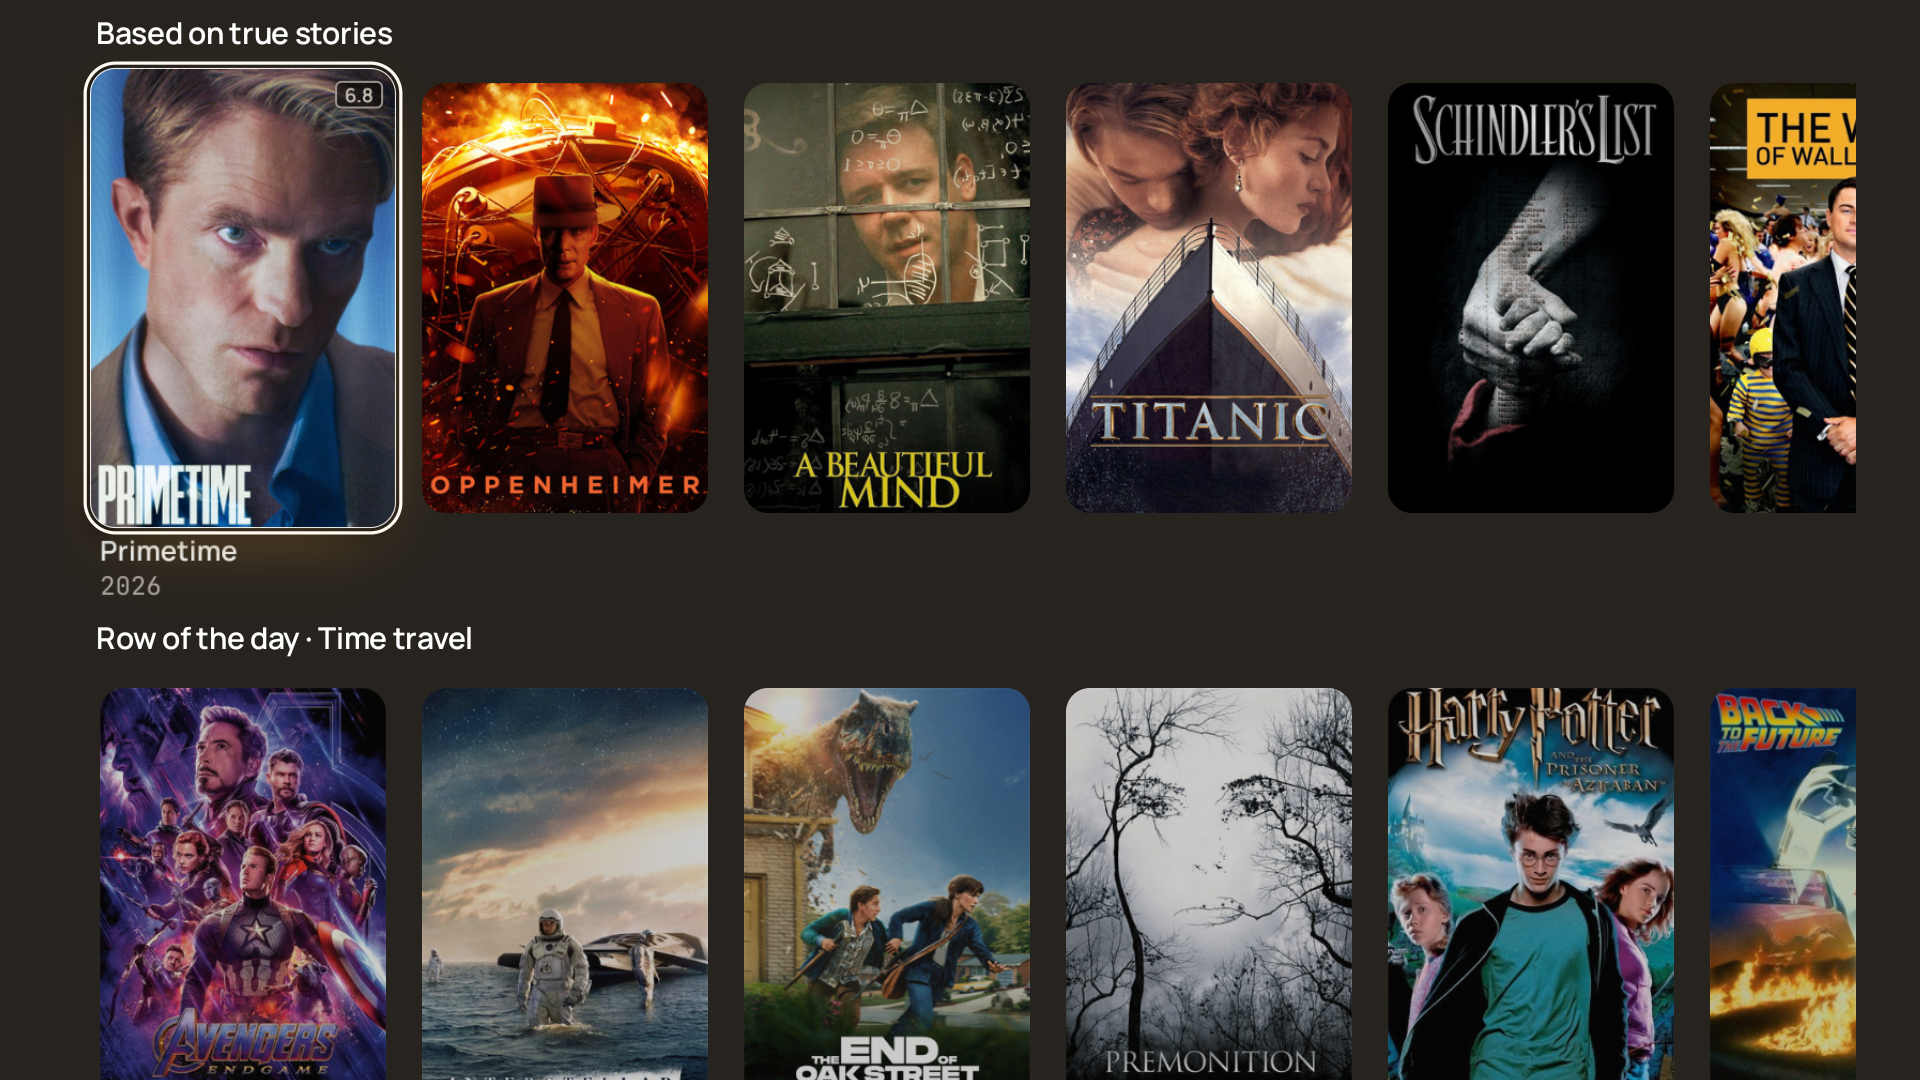 Based on true stories
6.8
PRIMETIME
OPPENHEIMER
A BEAUTIFUL
MIND
TITANIC
SCHINDLER'S LIST
THE
OF WALL
Primetime
2026
Row of the day · Time travel
AVENGERS
ENDGAME
THE END OF
OAK STREET
PREMONITION
Harry Potter
AND THE
PRISONER
OF AZKABAN
BACK
TO THE FUTURE